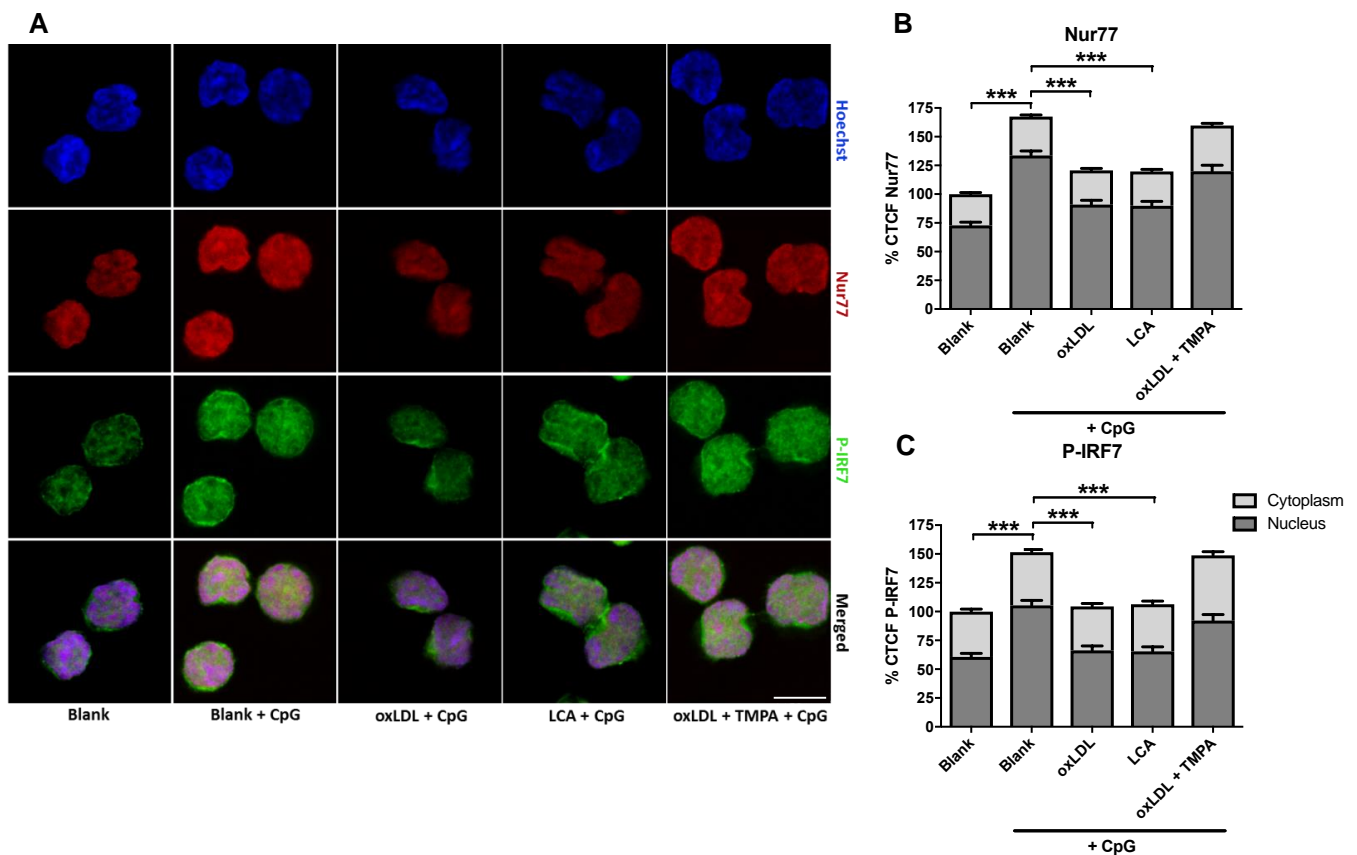 A
Hoechst
Nur77
P-IRF7
Merged
Blank
Blank + CpG
oxLDL + CpG
LCA + CpG
oxLDL + TMPA + CpG
B
Nur77
***
***
***
% CTCF Nur77
175
150
125
100
75
50
25
0
Blank
Blank
oxLDL
LCA
oxLDL + TMPA
+ CpG
C
P-IRF7
***
***
***
% CTCF P-IRF7
175
150
125
100
75
50
25
0
Blank
Blank
oxLDL
LCA
oxLDL + TMPA
+ CpG
Cytoplasm
Nucleus